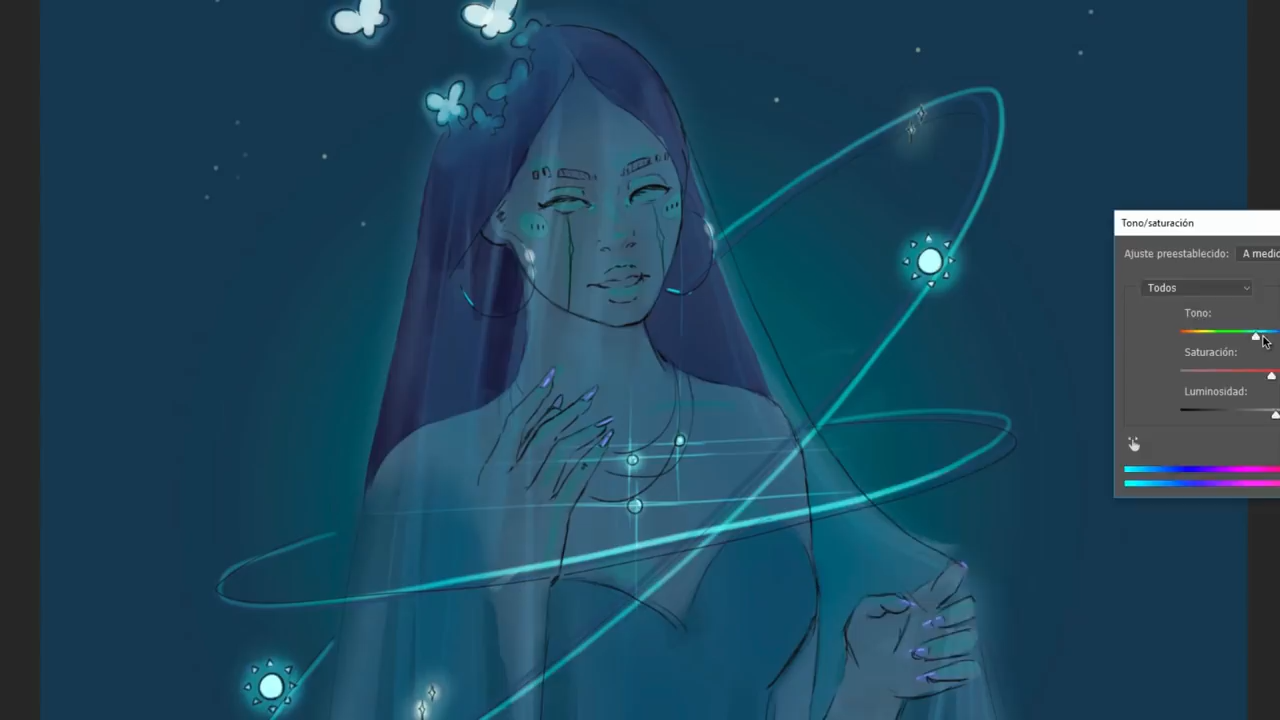 Tono/saturación
Ajuste preestablecido: A medid
Todos
Tono:
Saturación:
Luminosidad: